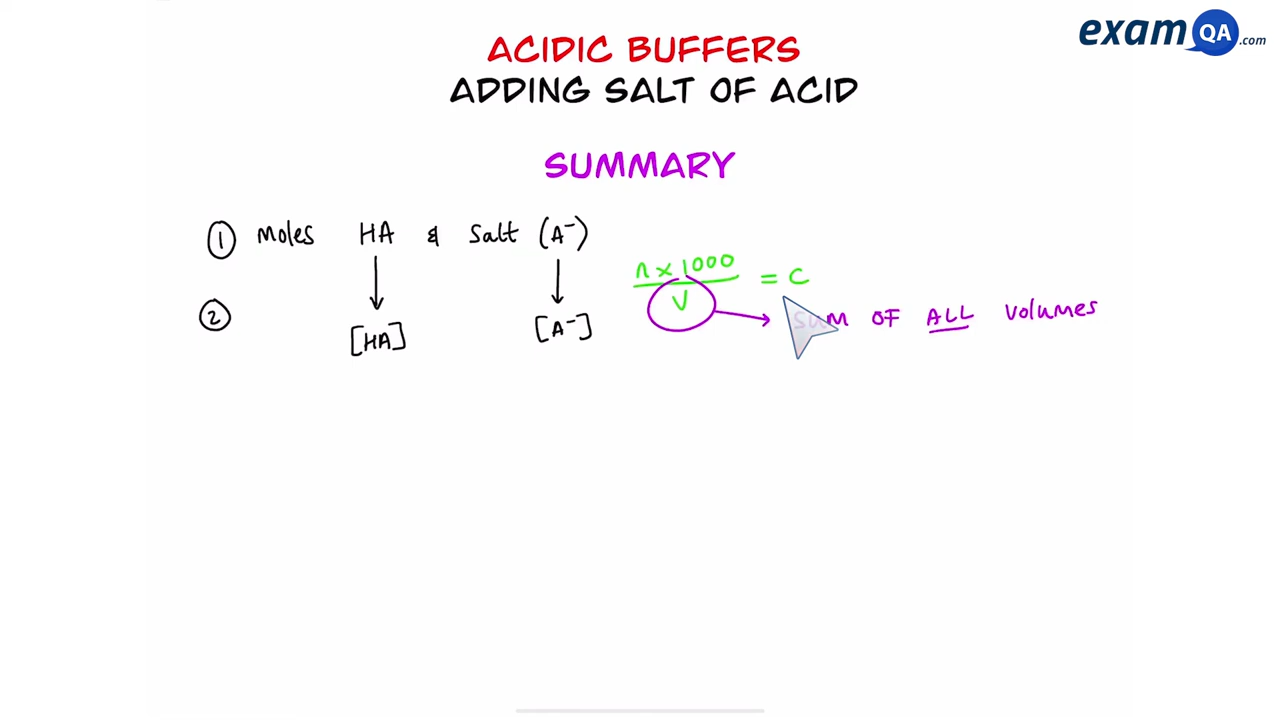 examQA.com
ACIDIC BUFFERS
ADDING SALT OF ACID
SUMMARY
① Moles HA & Salt (A⁻)
n × 1000 / V = C
② [HA] [A⁻]
Sum OF ALL Volumes